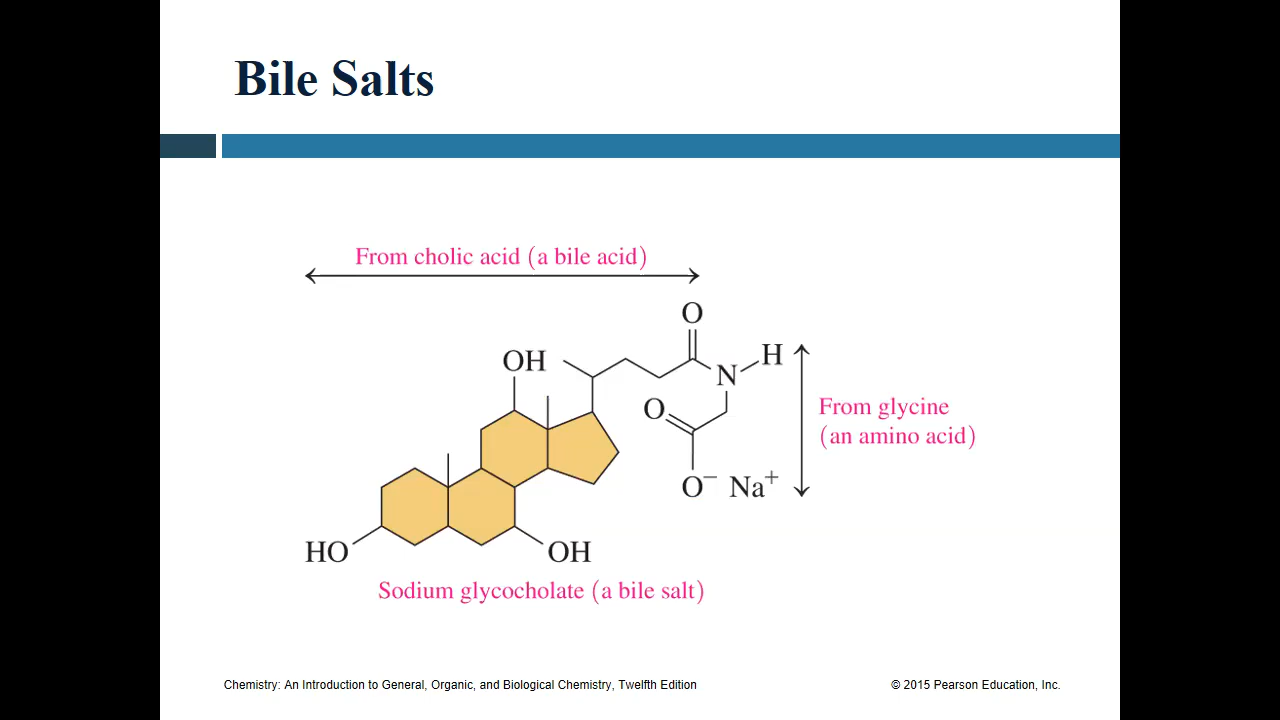 Bile Salts
From cholic acid (a bile acid)
O
OH
H
N
O
From glycine
(an amino acid)
O⁻ Na⁺
HO
OH
Sodium glycocholate (a bile salt)
Chemistry: An Introduction to General, Organic, and Biological Chemistry, Twelfth Edition
© 2015 Pearson Education, Inc.